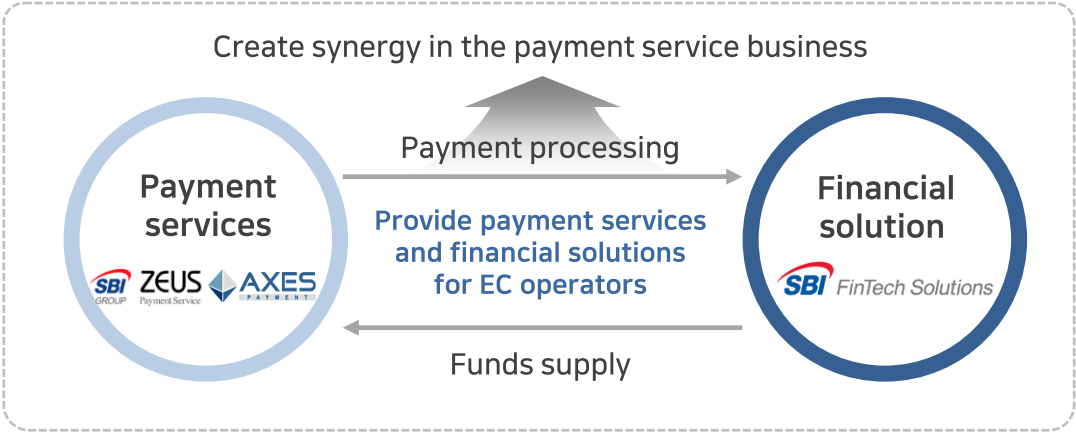 Create synergy in the payment service business
Payment processing
Payment
services
SBI
GROUP
ZEUS
Payment Service
AXES
PAYMENT
Provide payment services
and financial solutions
for EC operators
Financial
solution
SBI FinTech Solutions
Funds supply